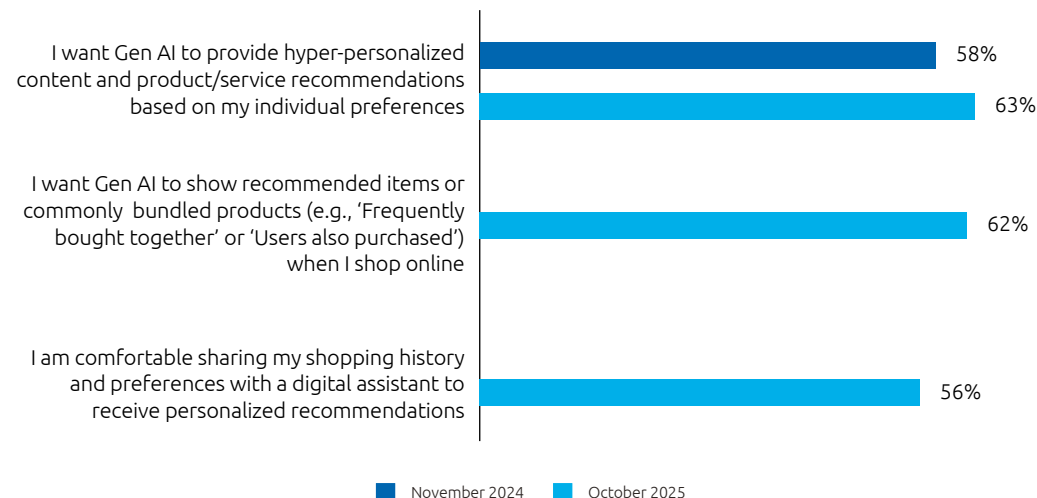 I want Gen AI to provide hyper-personalized
content and product/service recommendations
based on my individual preferences
58%
63%
I want Gen AI to show recommended items or
commonly bundled products (e.g., ‘Frequently
bought together’ or ‘Users also purchased’)
when I shop online
62%
I am comfortable sharing my shopping history
and preferences with a digital assistant to
receive personalized recommendations
56%
November 2024
October 2025